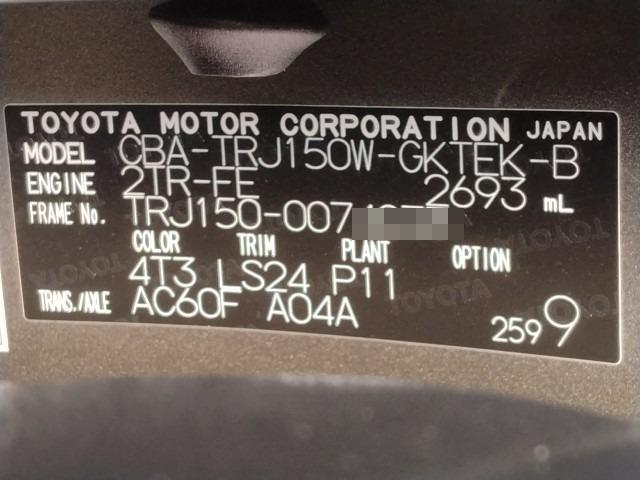 TOYOTA MOTOR CORPORATION JAPAN
MODEL CBA-TRJ150W-GKTEK-B
ENGINE 2TR-FE 2693 mL
FRAME No. TRJ150-007
COLOR TRIM PLANT OPTION
4T3 LS24 P11
TRANS./AXLE AC60F A04A
2599